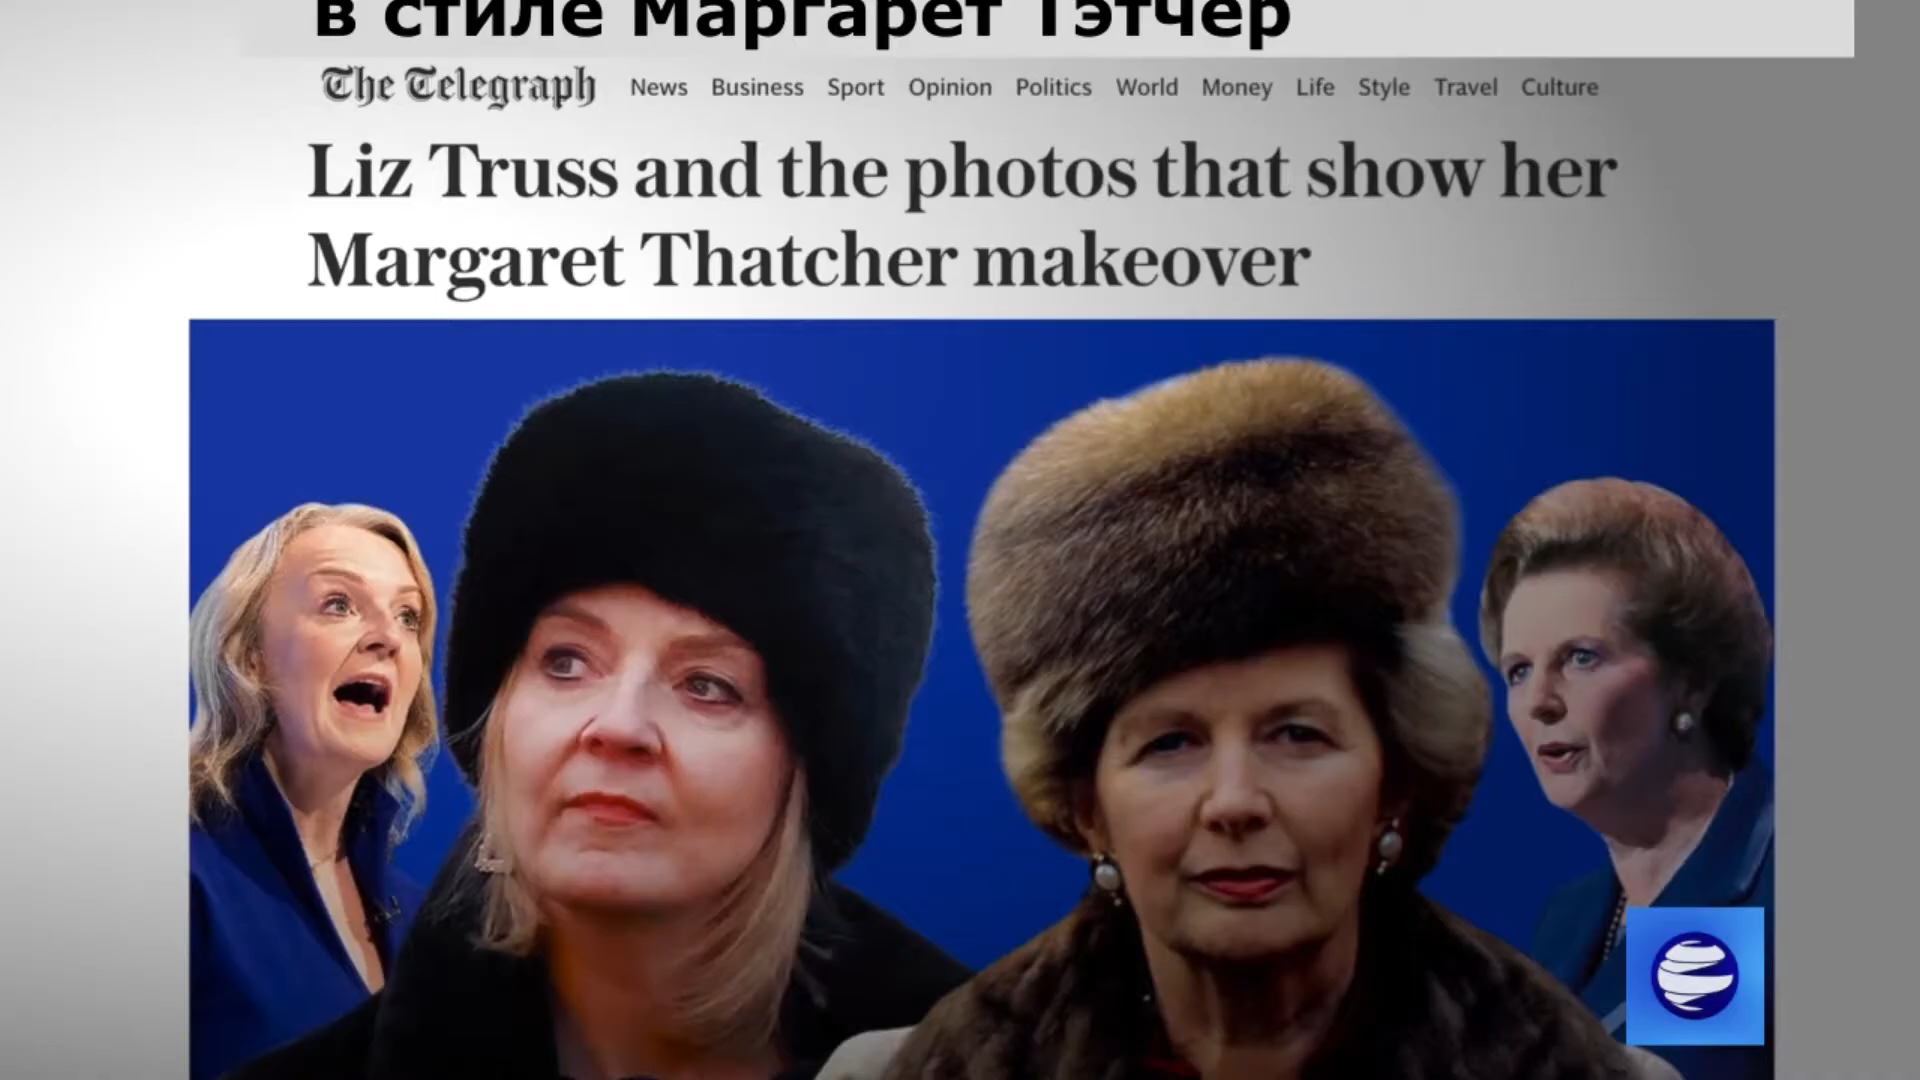 в стиле Маргарет Тэтчер
The Telegraph
News Business Sport Opinion Politics World Money Life Style Travel Culture
Liz Truss and the photos that show her
Margaret Thatcher makeover